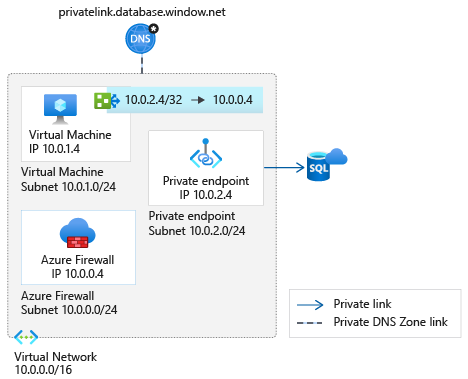 privatelink.database.window.net
DNS
10.0.2.4/32 → 10.0.0.4
Virtual Machine
IP 10.0.1.4
Virtual Machine
Subnet 10.0.1.0/24
Private endpoint
IP 10.0.2.4
Private endpoint
Subnet 10.0.2.0/24
SQL
Azure Firewall
IP 10.0.0.4
Azure Firewall
Subnet 10.0.0.0/24
Private link
Private DNS Zone link
Virtual Network
10.0.0.0/16